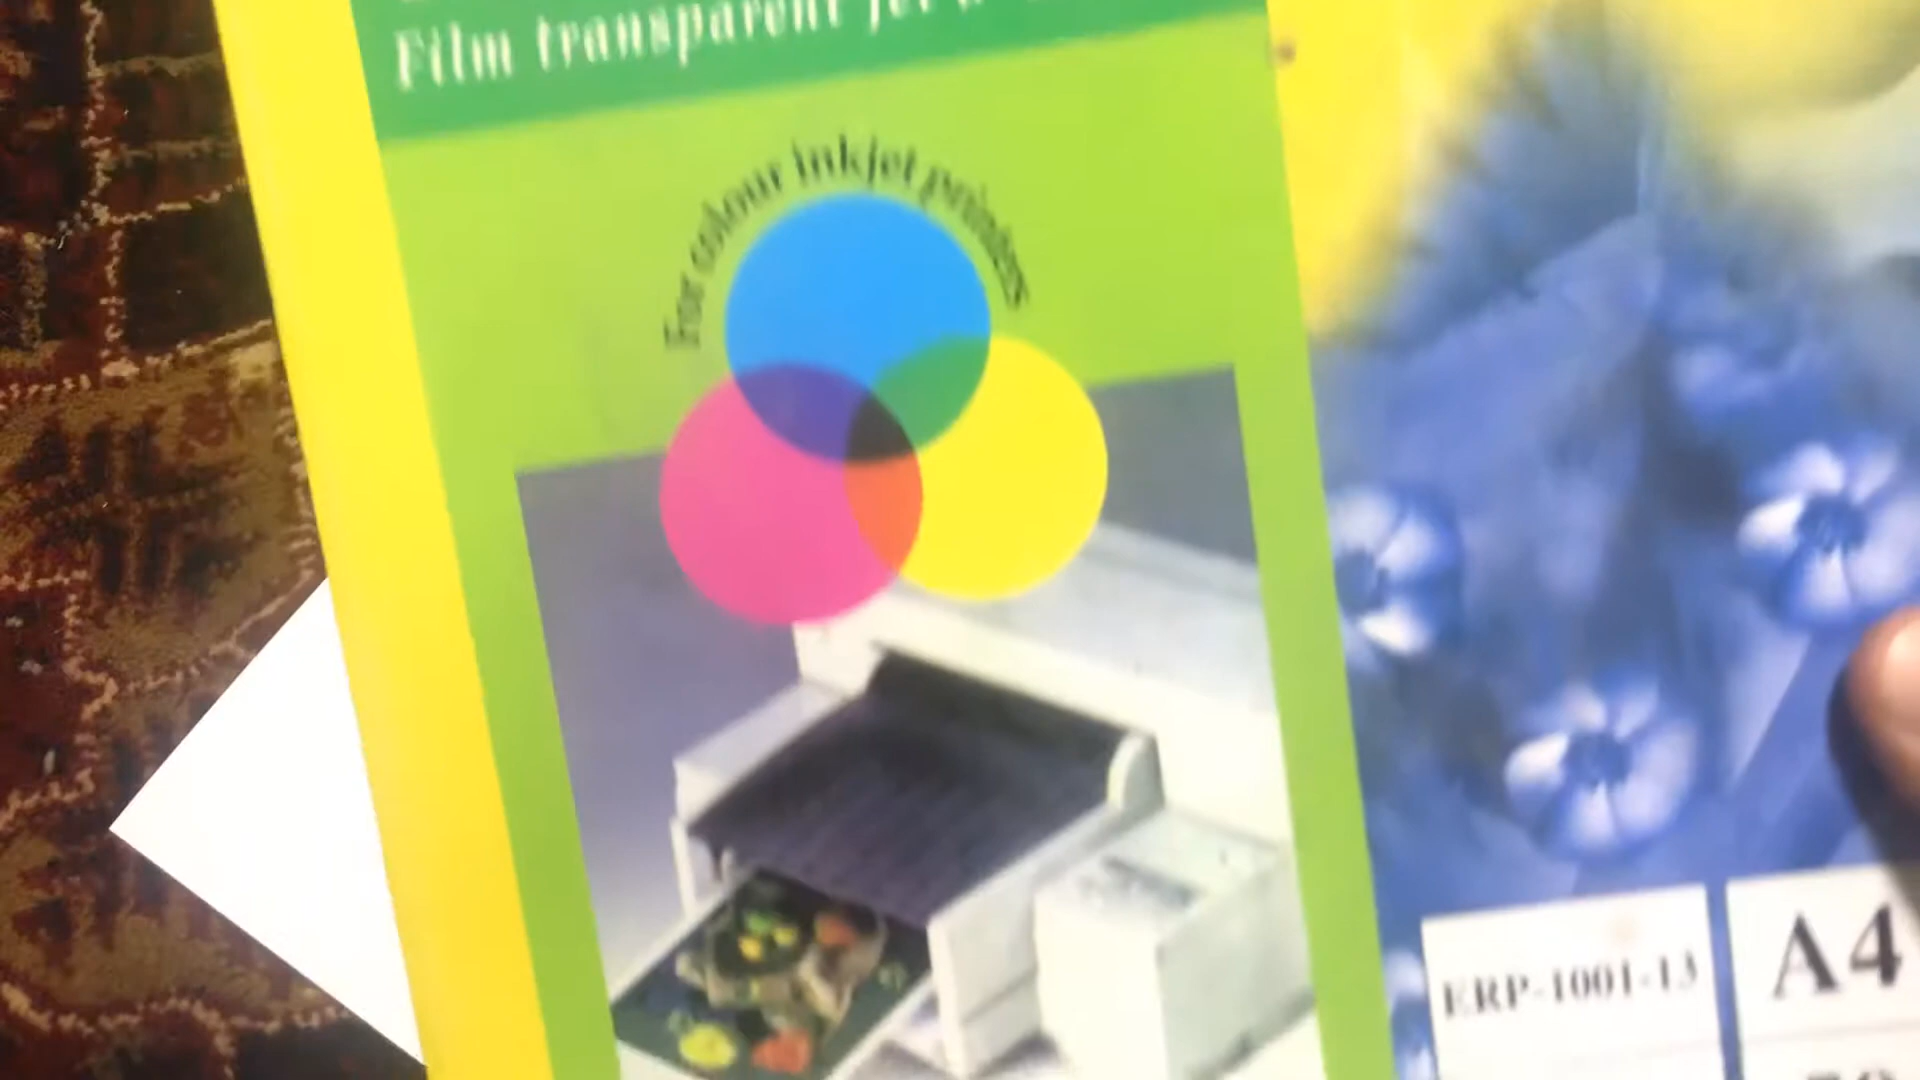 Film transparent jet
For colour inkjet printers
ERP-1001-13
A4